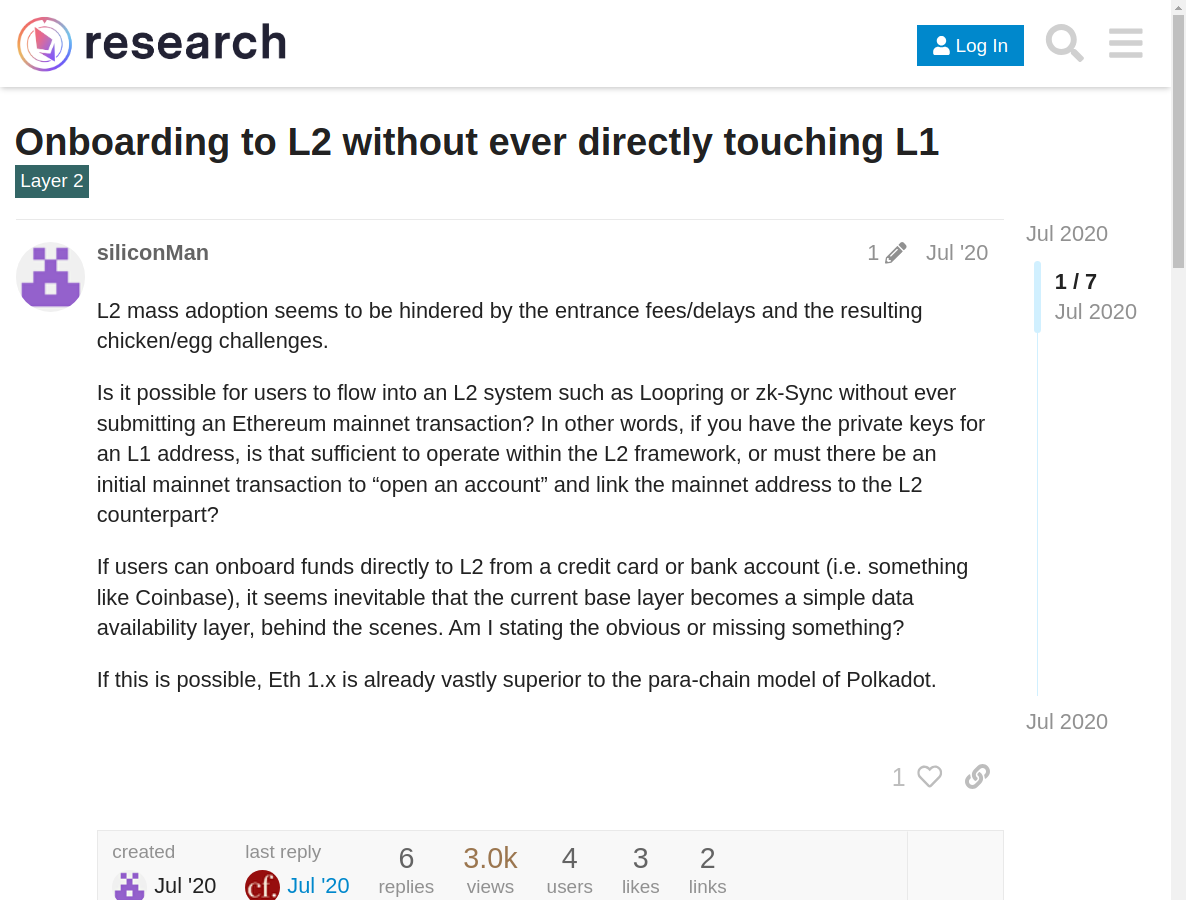 research
Log In
Onboarding to L2 without ever directly touching L1
Layer 2
siliconMan
1
Jul '20
Jul 2020
1 / 7
Jul 2020
L2 mass adoption seems to be hindered by the entrance fees/delays and the resulting
chicken/egg challenges.
Is it possible for users to flow into an L2 system such as Loopring or zk-Sync without ever
submitting an Ethereum mainnet transaction? In other words, if you have the private keys for
an L1 address, is that sufficient to operate within the L2 framework, or must there be an
initial mainnet transaction to “open an account” and link the mainnet address to the L2
counterpart?
If users can onboard funds directly to L2 from a credit card or bank account (i.e. something
like Coinbase), it seems inevitable that the current base layer becomes a simple data
availability layer, behind the scenes. Am I stating the obvious or missing something?
If this is possible, Eth 1.x is already vastly superior to the para-chain model of Polkadot.
Jul 2020
1
created
Jul '20
last reply
cf. Jul '20
6
replies
3.0k
views
4
users
3
likes
2
links